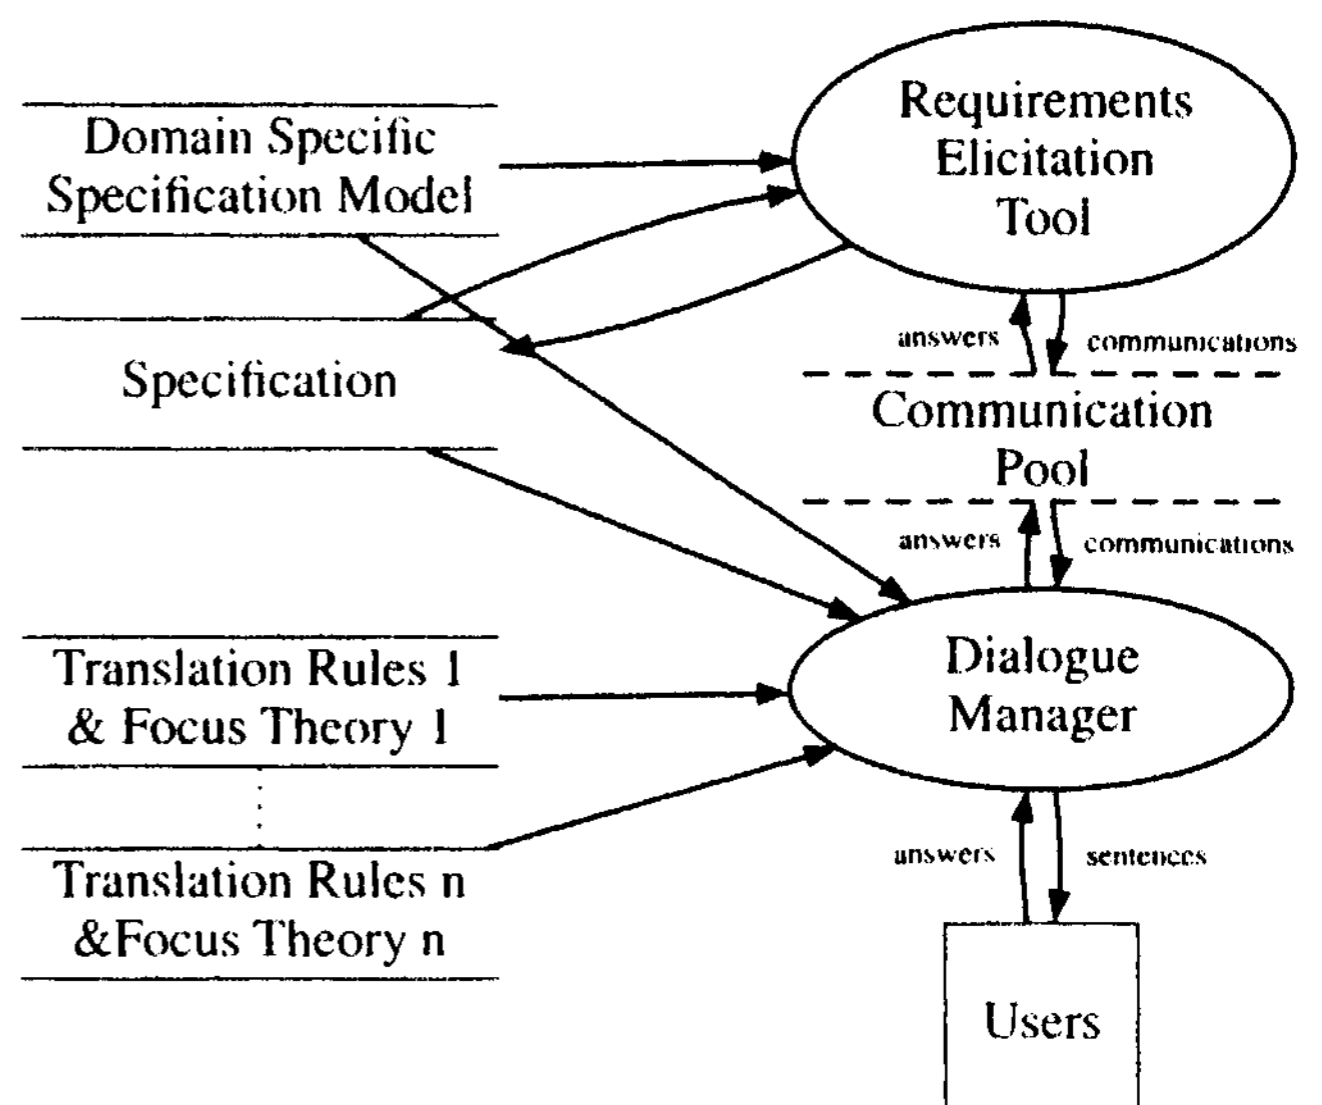 Domain Specific
Specification Model
Specification
Translation Rules 1
& Focus Theory 1
Translation Rules n
&Focus Theory n
Requirements
Elicitation
Tool
answers
communications
Communication
Pool
answers
communications
Dialogue
Manager
answers
sentences
Users